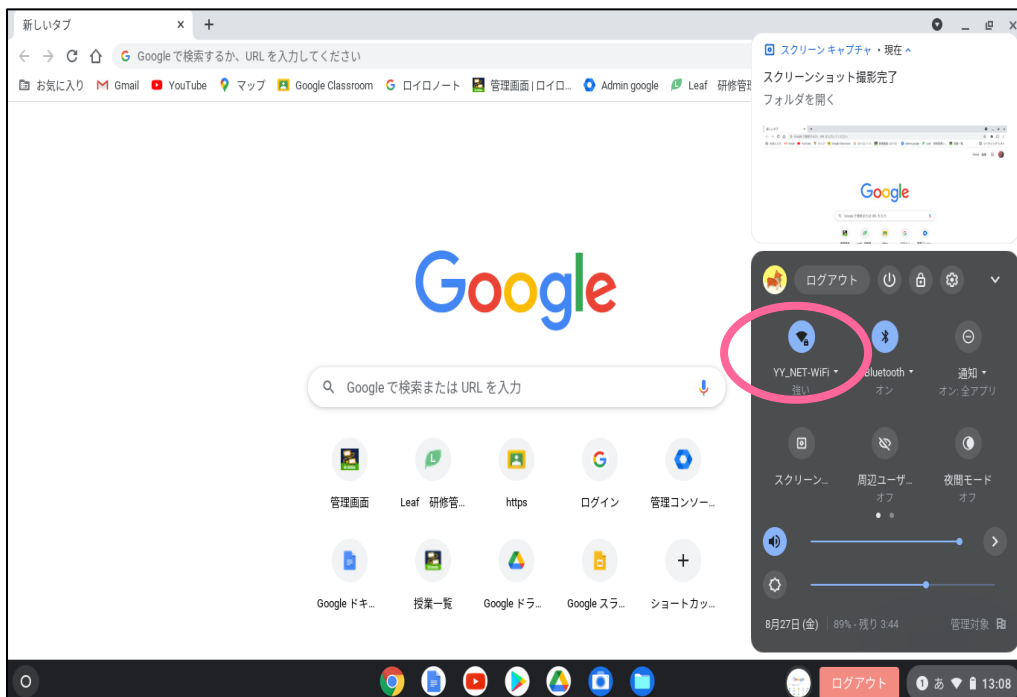 新しいタブ
Google で検索するか、URL を入力してください
お気に入り Gmail YouTube マップ Google Classroom ロイロノート 管理画面|ロイロ... Admin google Leaf 研修管
スクリーン キャプチャ ・現在
スクリーンショット撮影完了
フォルダを開く
Google
Google
Google で検索または URL を入力
管理画面 Leaf 研修管... https ログイン 管理コンソー...
Google ドキ... 授業一覧 Google ドラ... Google スラ... ショートカッ...
ログアウト
YY_NET-WiFi Bluetooth 通知
強い オン オン: 全アプリ
スクリーン... 周辺ユーザ... 夜間モード
オフ オフ
8月27日 (金) 89% - 残り 3:44 管理対象
ログアウト 1 あ 13:08